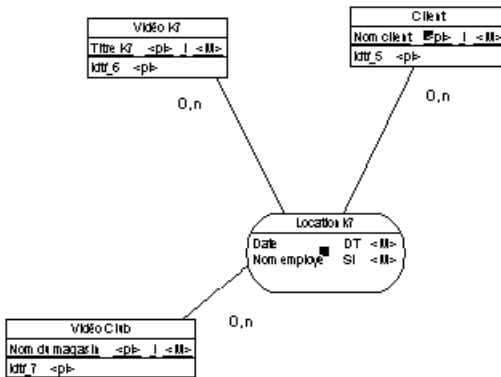 Vidéo K7
Titre K7 <pi> I <M>
Idtf_6 <pi>
Client
Nom client <pi> I <M>
Idtf_5 <pi>
0,n
0,n
Location K7
Date DT <M>
Nom employé SI <M>
0,n
Vidéo Club
Nom du magasin <pi> I <M>
Idtf_7 <pi>